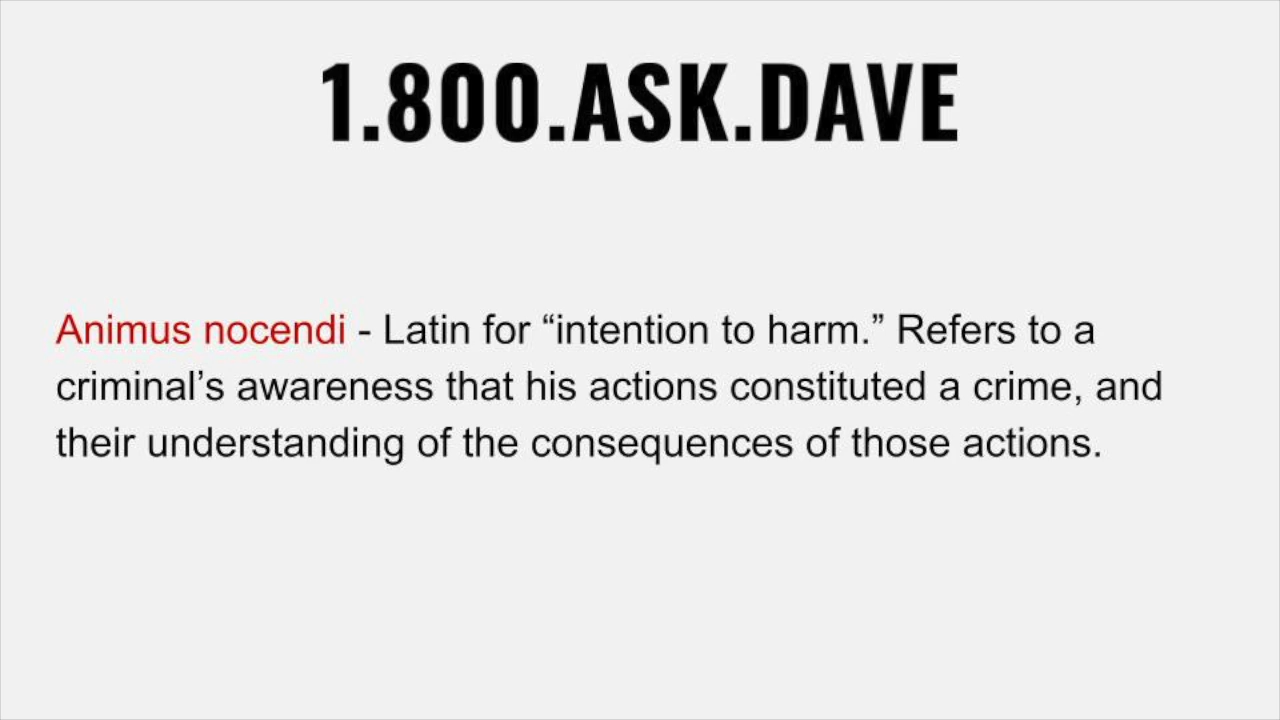 1.800.ASK.DAVE
Animus nocendi - Latin for “intention to harm.” Refers to a
criminal’s awareness that his actions constituted a crime, and
their understanding of the consequences of those actions.